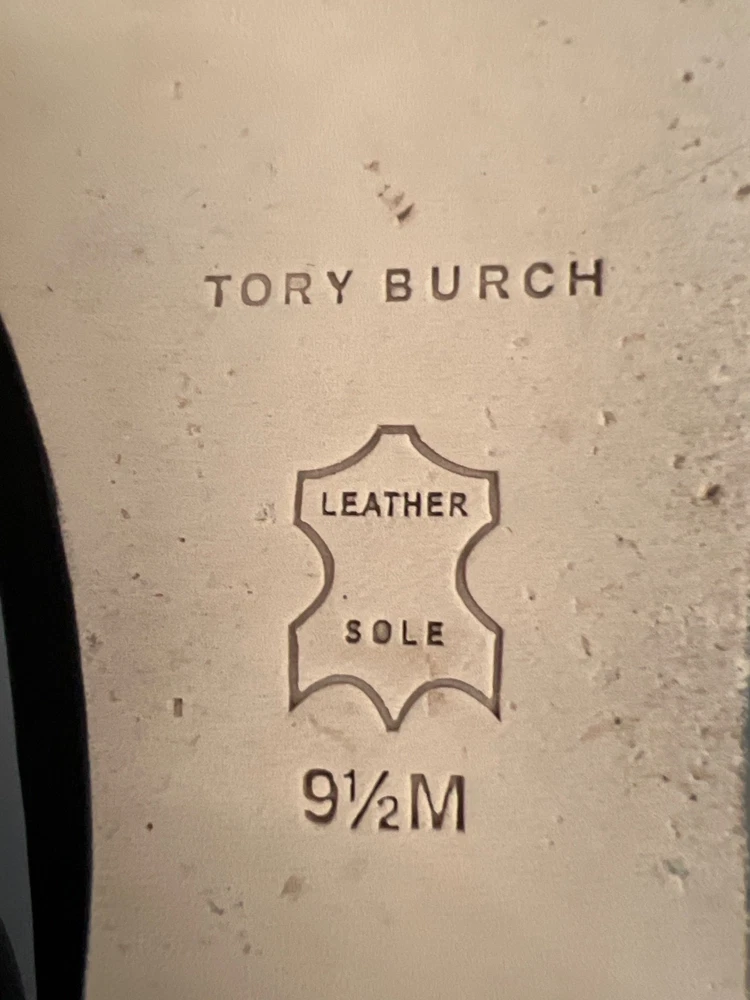 TORY BURCH
LEATHER
SOLE
9½M